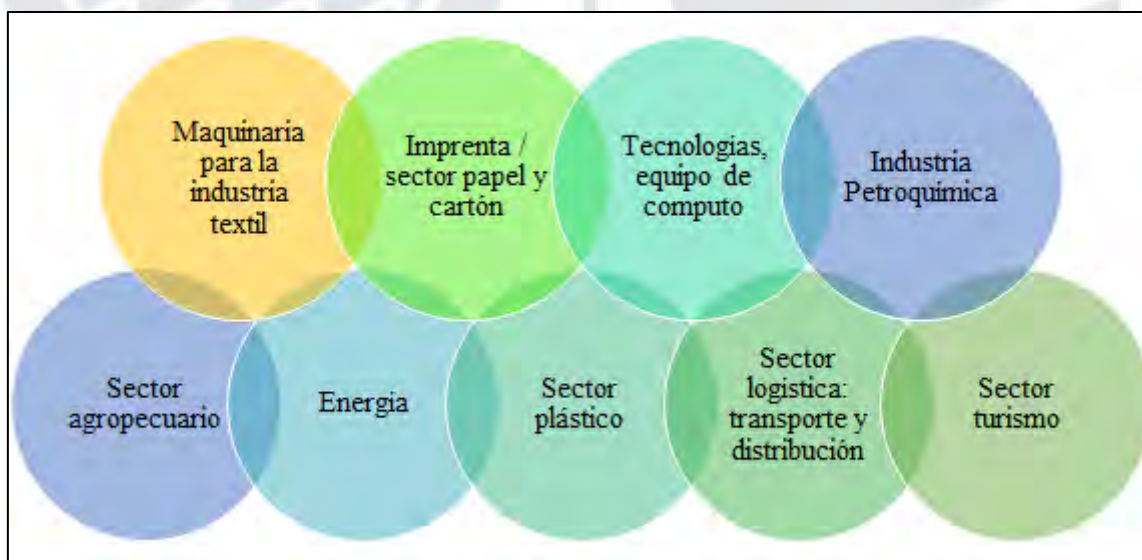 Maquinaria
para la
industria
textil
Imprenta /
sector papel y
cartón
Tecnologias,
equipo de
computo
Industria
Petroquimica
Sector
agropecuario
Energia
Sector
plástico
Sector
logistica:
transporte y
distribución
Sector
turismo